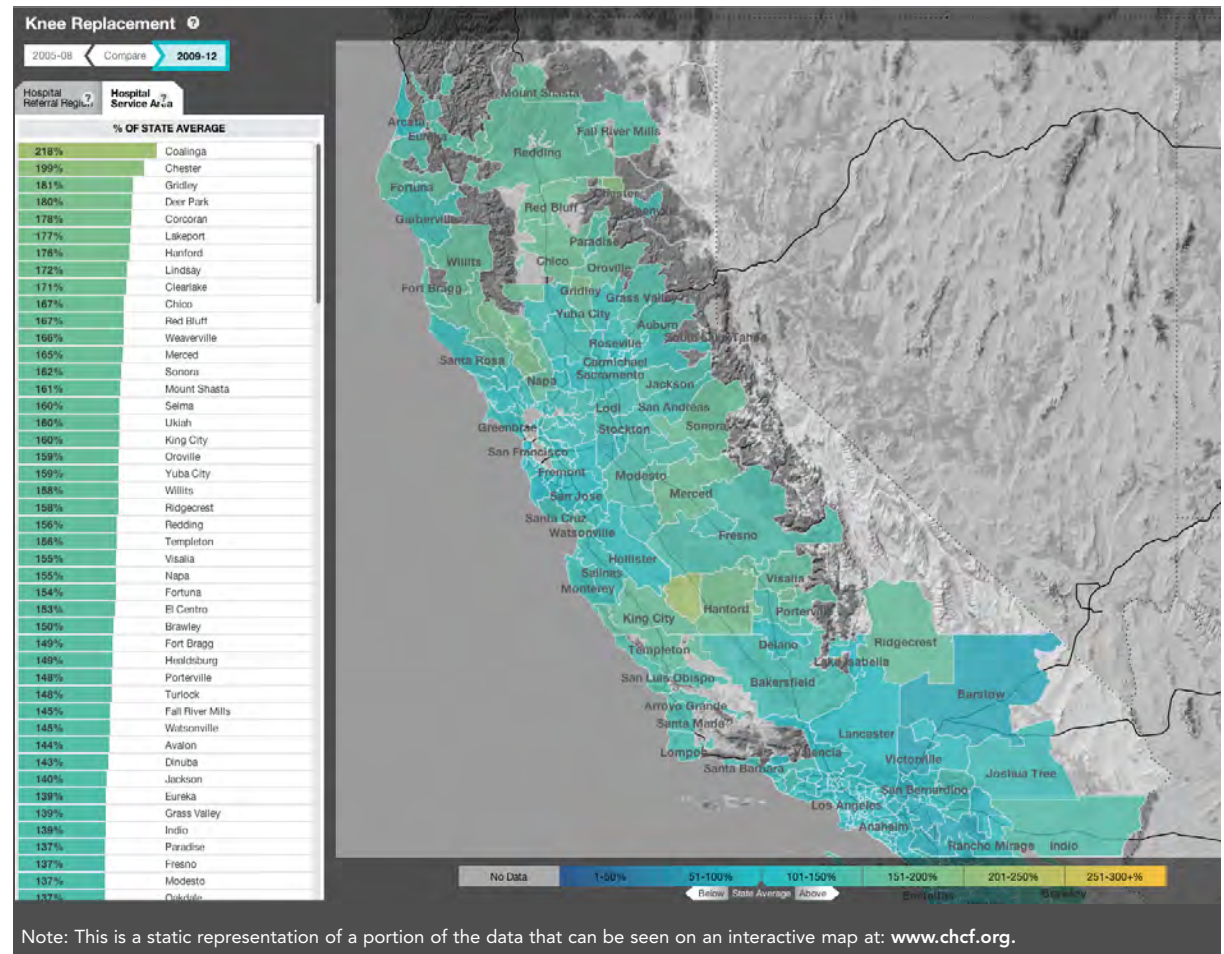 Knee Replacement ?
2005-08 Compare 2009-12
Hospital
Referral Region ?
Hospital
Service Area ?
% OF STATE AVERAGE
218% Coalinga
199% Chester
181% Gridley
180% Deer Park
178% Corcoran
177% Lakeport
176% Hanford
172% Lindsay
171% Clearlake
167% Chico
167% Red Bluff
166% Weaverville
165% Merced
162% Sonora
161% Mount Shasta
160% Selma
160% Ukiah
160% King City
159% Oroville
159% Yuba City
158% Willits
158% Ridgecrest
156% Redding
156% Templeton
155% Visalia
155% Napa
154% Fortuna
153% El Centro
150% Brawley
149% Fort Bragg
149% Healdsburg
148% Porterville
148% Turlock
145% Fall River Mills
145% Watsonville
144% Avalon
143% Dinuba
140% Jackson
139% Eureka
139% Grass Valley
139% Indio
137% Paradise
137% Fresno
137% Modesto
137% Oakdale
Mount Shasta
Arcata
Eureka
Fall River Mills
Redding
Fortuna
Chester
Garberville
Red Bluff
Paradise
Willits
Chico
Oroville
Fort Bragg
Gridley
Grass Valley
Yuba City
Auburn
South Lake Tahoe
Roseville
Santa Rosa
Carmichael
Sacramento
Napa
Jackson
Lodi
San Andreas
Greenbrae
Stockton
Sonora
San Francisco
Fremont
Modesto
San Jose
Merced
Santa Cruz
Watsonville
Fresno
Hollister
Salinas
Monterey
Visalia
King City
Hanford
Porterville
Templeton
Delano
Ridgecrest
Lake Isabella
San Luis Obispo
Bakersfield
Barstow
Arroyo Grande
Santa Maria
Lancaster
Lompoc
Valencia
Santa Barbara
Victorville
Joshua Tree
San Bernardino
Los Angeles
Anaheim
Rancho Mirage
Indio
No Data 1-50% 51-100% 101-150% 151-200% 201-250% 251-300+%
Below State Average Above
Encinitas
Brawley
Note: This is a static representation of a portion of the data that can be seen on an interactive map at: www.chcf.org.